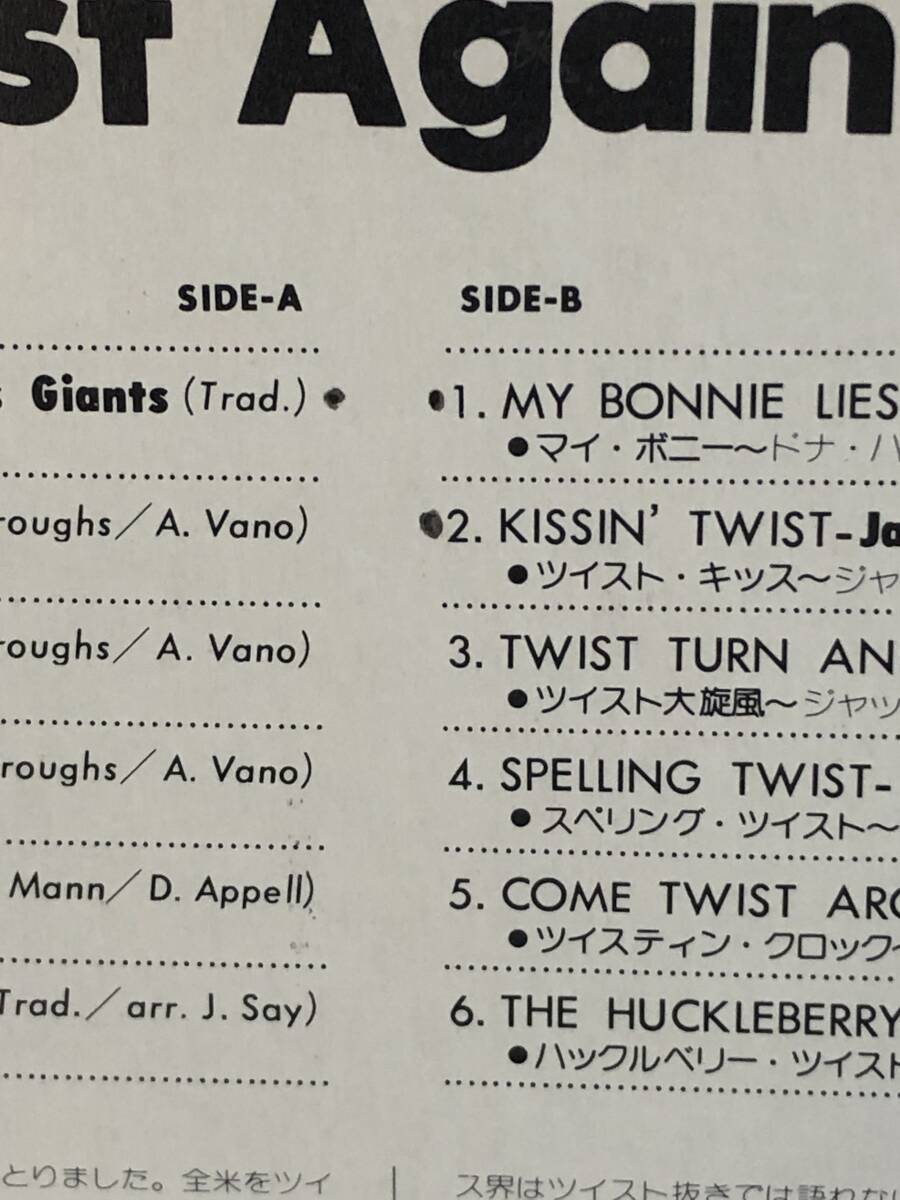 st Again
SIDE-A
Giants (Trad.)
roughs／A. Vano)
roughs／A. Vano)
roughs／A. Vano)
Mann／D. Appell)
Trad.／arr. J. Say)
SIDE-B
1. MY BONNIE LIES
●マイ・ボニー〜ドナ・ハ
2. KISSIN' TWIST-Ja
●ツイスト・キッス〜ジャ
3. TWIST TURN AN
●ツイスト大旋風〜ジャッ
4. SPELLING TWIST-
●スペリング・ツイスト〜
5. COME TWIST ARO
●ツイスティン・クロック〜
6. THE HUCKLEBERRY
●ハックルベリー・ツイスト
とりました。全米をツイ
ス界はツイスト抜きでは語れない